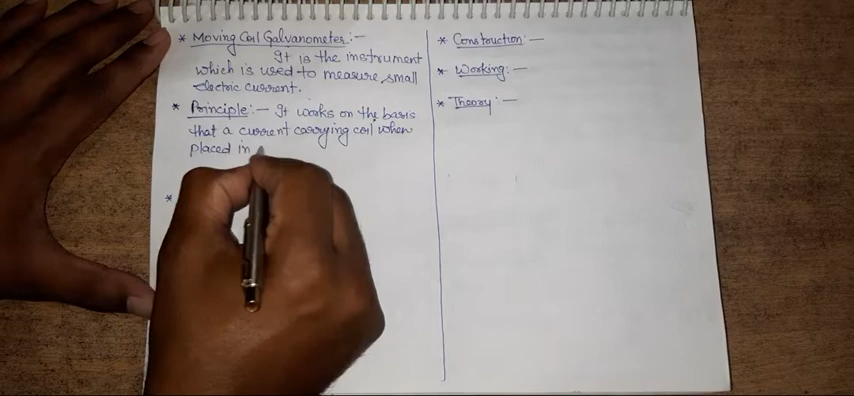 * Moving Coil Galvanometer:-
It is the instrument
which is used to measure small
electric current.
* Principle:- It works on the basis
that a current carrying coil when
placed in a
*
* Construction:-
* Working:-
* Theory:-